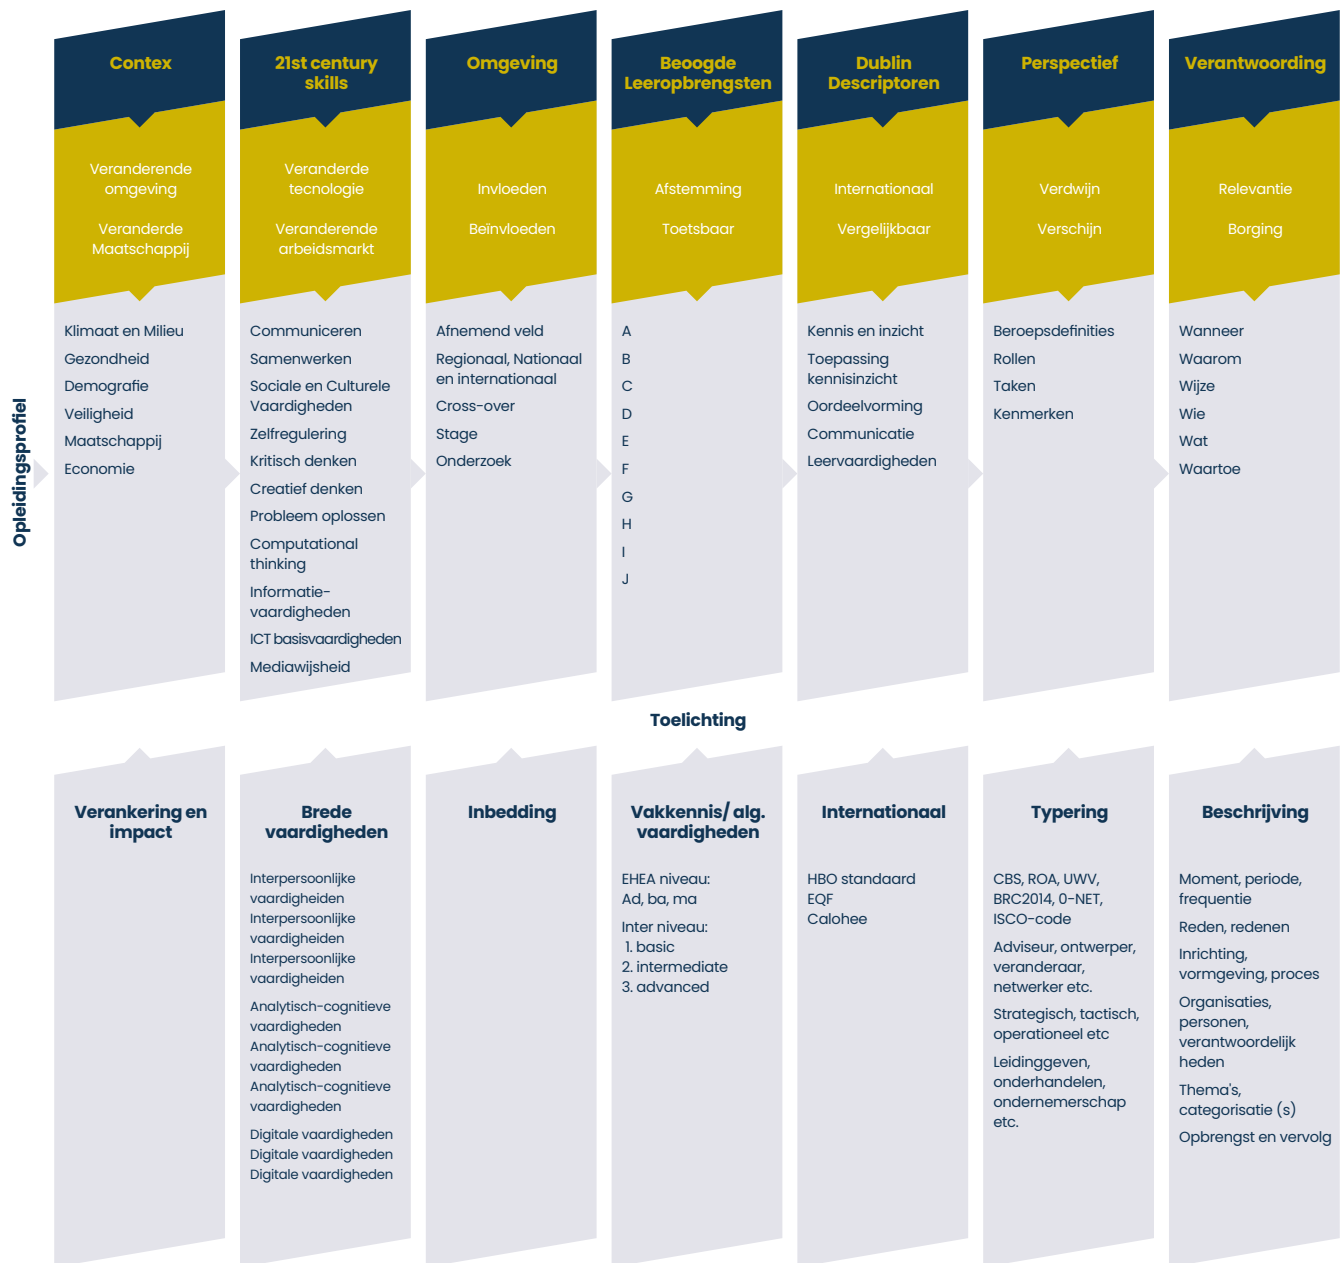 Opleidingsprofiel
Contex
Veranderende
omgeving
Veranderde
Maatschappij
Klimaat en Milieu
Gezondheid
Demografie
Veiligheid
Maatschappij
Economie
21st century
skills
Veranderde
tecnologie
Veranderende
arbeidsmarkt
Communiceren
Samenwerken
Sociale en Culturele
Vaardigheden
Zelfregulering
Kritisch denken
Creatief denken
Probleem oplossen
Computational
thinking
Informatie-
vaardigheden
ICT basisvaardigheden
Mediawijsheid
Omgeving
Invloeden
Beïnvloeden
Afnemend veld
Regionaal, Nationaal
en internationaal
Cross-over
Stage
Onderzoek
Beoogde
Leeropbrengsten
Afstemming
Toetsbaar
A
B
C
D
E
F
G
H
I
J
Dublin
Descriptoren
Internationaal
Vergelijkbaar
Kennis en inzicht
Toepassing
kennisinzicht
Oordeelvorming
Communicatie
Leervaardigheden
Perspectief
Verdwijn
Verschijn
Beroepsdefinities
Rollen
Taken
Kenmerken
Verantwoording
Relevantie
Borging
Wanneer
Waarom
Wijze
Wie
Wat
Waartoe
Toelichting
Verankering en
impact
Brede
vaardigheden
Interpersoonlijke
vaardigheiden
Interpersoonlijke
vaardigheiden
Interpersoonlijke
vaardigheiden
Analytisch-cognitieve
vaardigheden
Analytisch-cognitieve
vaardigheden
Analytisch-cognitieve
vaardigheden
Digitale vaardigheden
Digitale vaardigheden
Digitale vaardigheden
Inbedding
Vakkennis/ alg.
vaardigheden
EHEA niveau:
Ad, ba, ma
Inter niveau:
1. basic
2. intermediate
3. advanced
Internationaal
HBO standaard
EQF
Calohee
Typering
CBS, ROA, UWV,
BRC2014, 0-NET,
ISCO-code
Adviseur, ontwerper,
veranderaar,
netwerker etc.
Strategisch, tactisch,
operationeel etc
Leidinggeven,
onderhandelen,
ondernemerschap
etc.
Beschrijving
Moment, periode,
frequentie
Reden, redenen
Inrichting,
vormgeving, proces
Organisaties,
personen,
verantwoordelijk
heden
Thema's,
categorisatie (s)
Opbrengst en vervolg